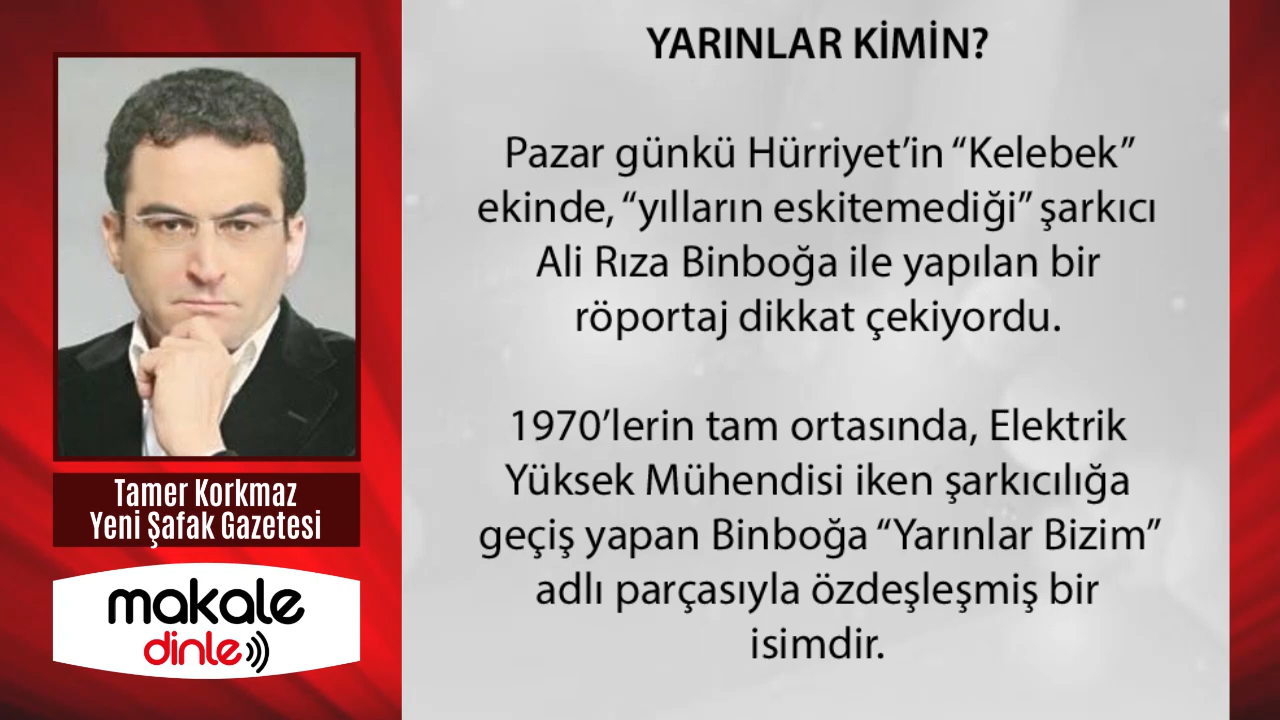 YARINLAR KİMİN?
Pazar günkü Hürriyet’in “Kelebek”
ekinde, “yılların eskitemediği” şarkıcı
Ali Rıza Binboğa ile yapılan bir
röportaj dikkat çekiyordu.
1970’lerin tam ortasında, Elektrik
Yüksek Mühendisi iken şarkıcılığa
geçiş yapan Binboğa “Yarınlar Bizim”
adlı parçasıyla özdeşleşmiş bir
isimdir.
Tamer Korkmaz
Yeni Şafak Gazetesi
makale
dinle